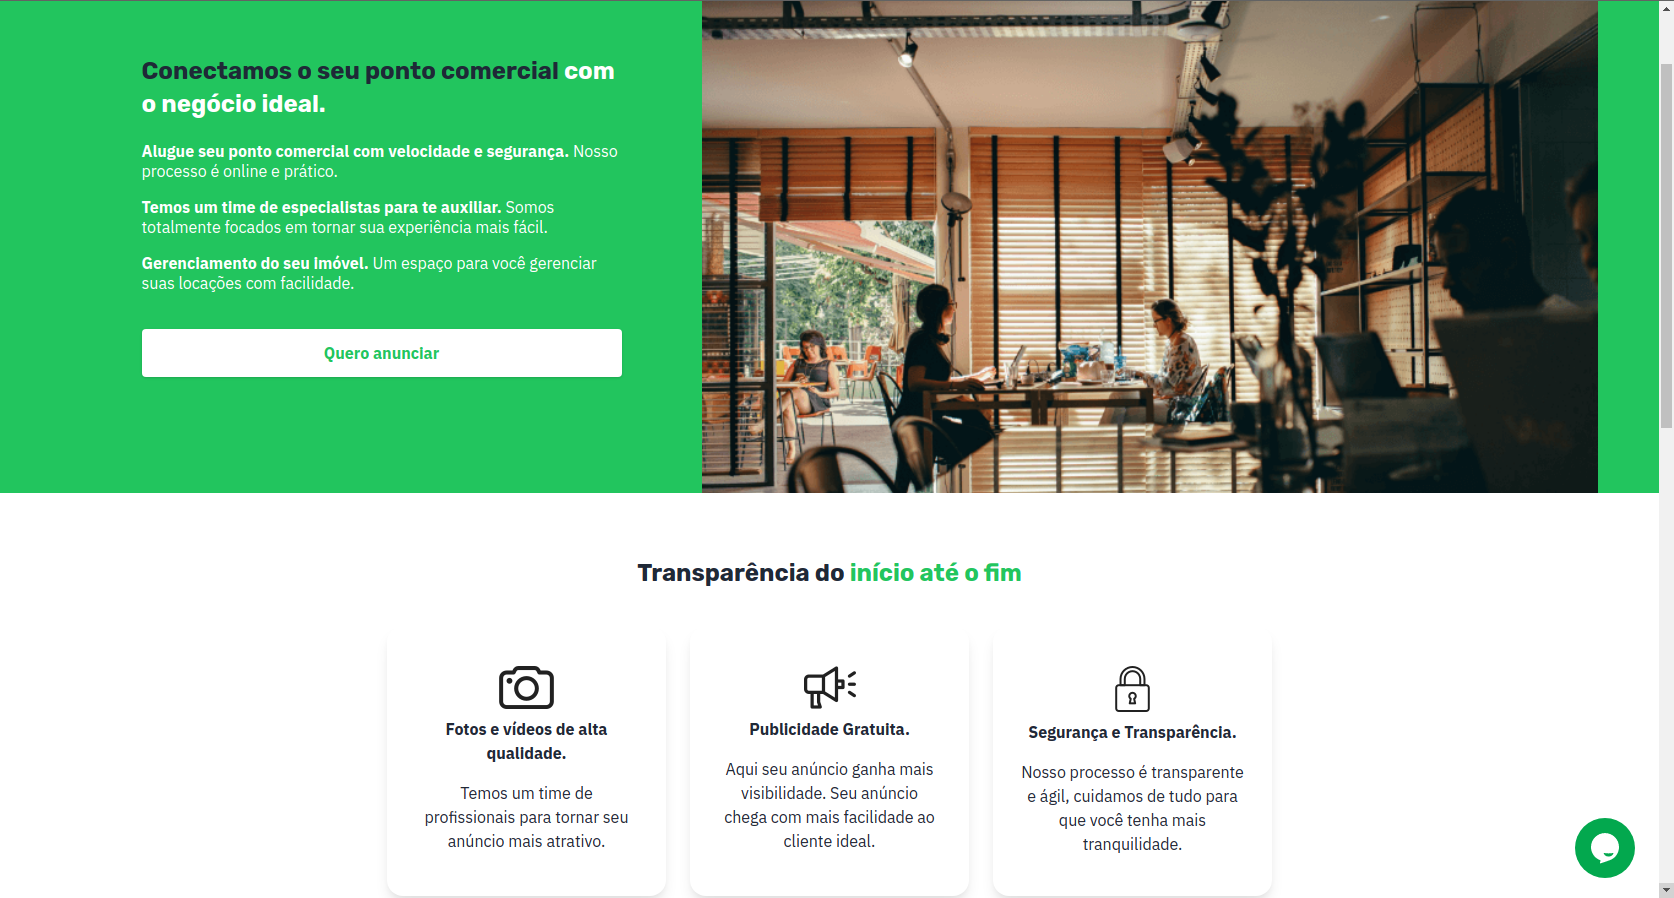 Conectamos o seu ponto comercial com
o negócio ideal.
Alugue seu ponto comercial com velocidade e segurança. Nosso
processo é online e prático.
Temos um time de especialistas para te auxiliar. Somos
totalmente focados em tornar sua experiência mais fácil.
Gerenciamento do seu imóvel. Um espaço para você gerenciar
suas locações com facilidade.
Quero anunciar
Transparência do início até o fim
Fotos e vídeos de alta
qualidade.
Temos um time de
profissionais para tornar seu
anúncio mais atrativo.
Publicidade Gratuita.
Aqui seu anúncio ganha mais
visibilidade. Seu anúncio
chega com mais facilidade ao
cliente ideal.
Segurança e Transparência.
Nosso processo é transparente
e ágil, cuidamos de tudo para
que você tenha mais
tranquilidade.